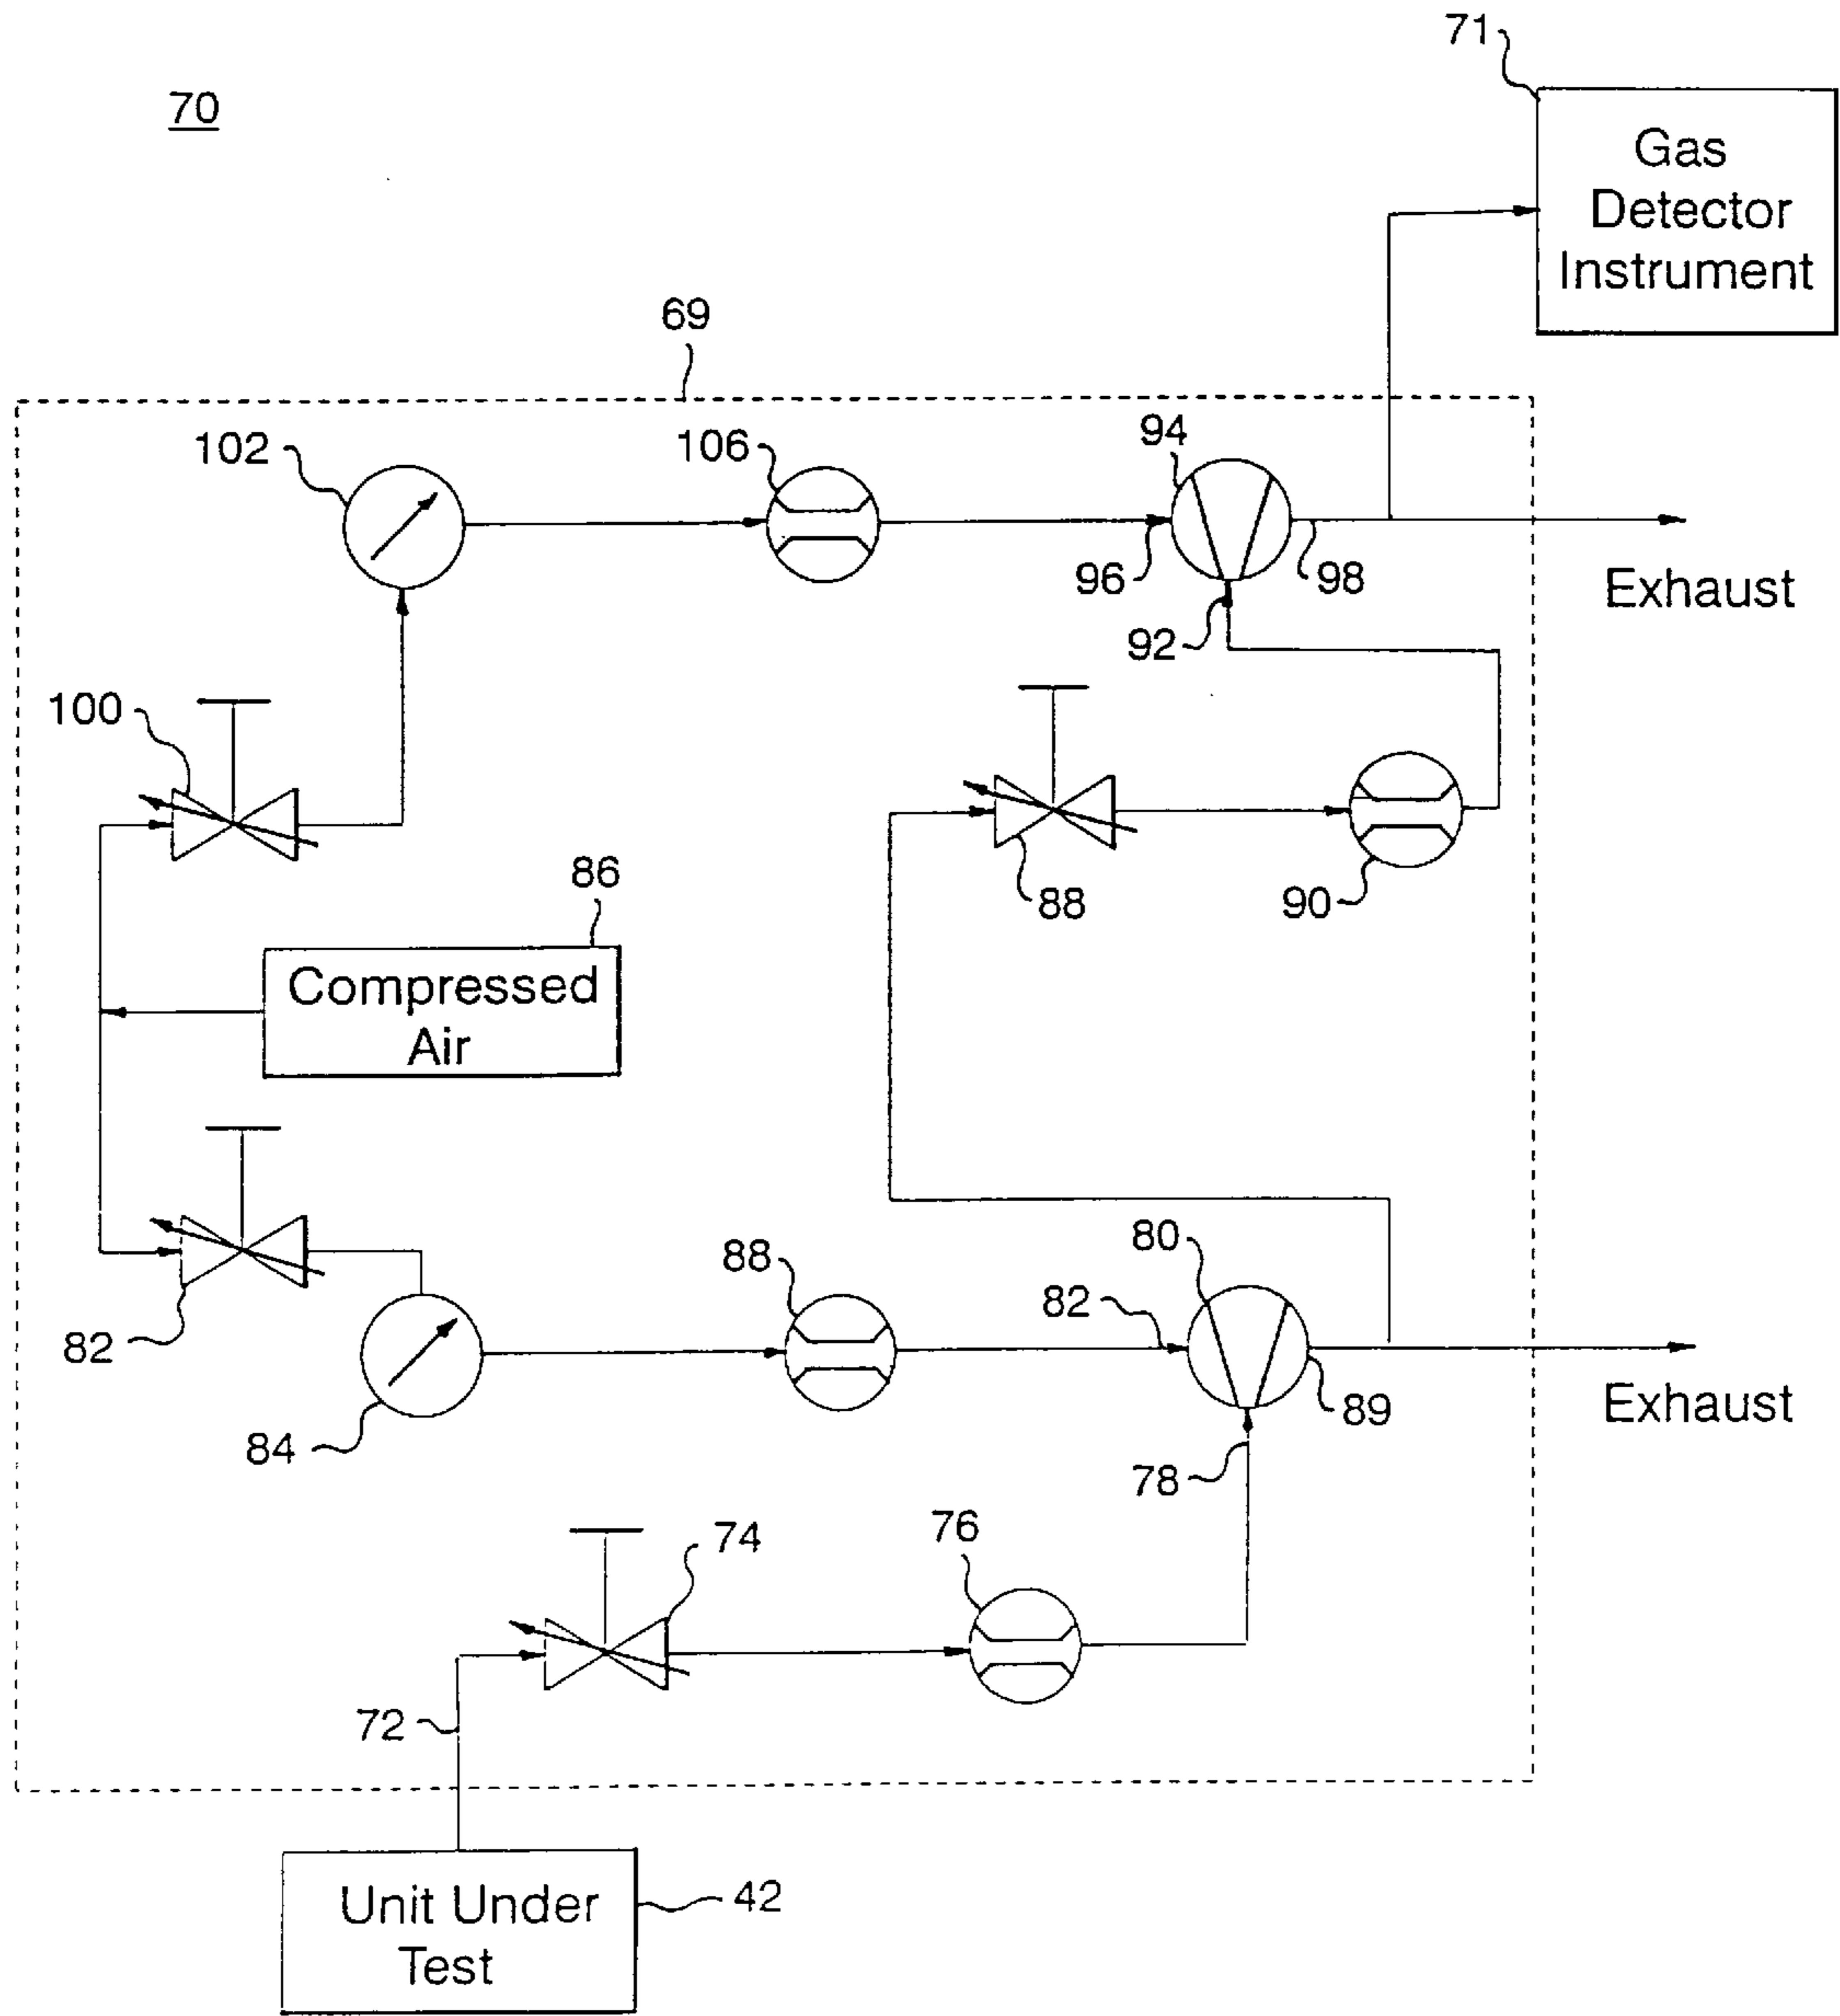 71
70
Gas
Detector
Instrument
69
102
106
94
96
98
92
Exhaust
100
88
90
86
Compressed
Air
82
84
88
82
80
89
Exhaust
78
74
76
72
Unit Under
Test
42